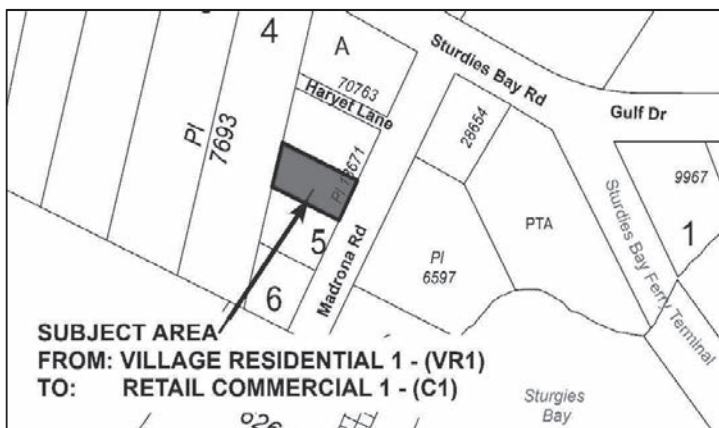 4
A
Sturdies Bay Rd
70763
Haryet Lane
Gulf Dr
Pl
7693
28654
9967
Pl 13671
PTA
1
5
Pl
6597
Madrona Rd
Sturdies Bay Ferry Terminal
6
SUBJECT AREA
FROM: VILLAGE RESIDENTIAL 1 - (VR1)
TO: RETAIL COMMERCIAL 1 - (C1)
Sturgies
Bay